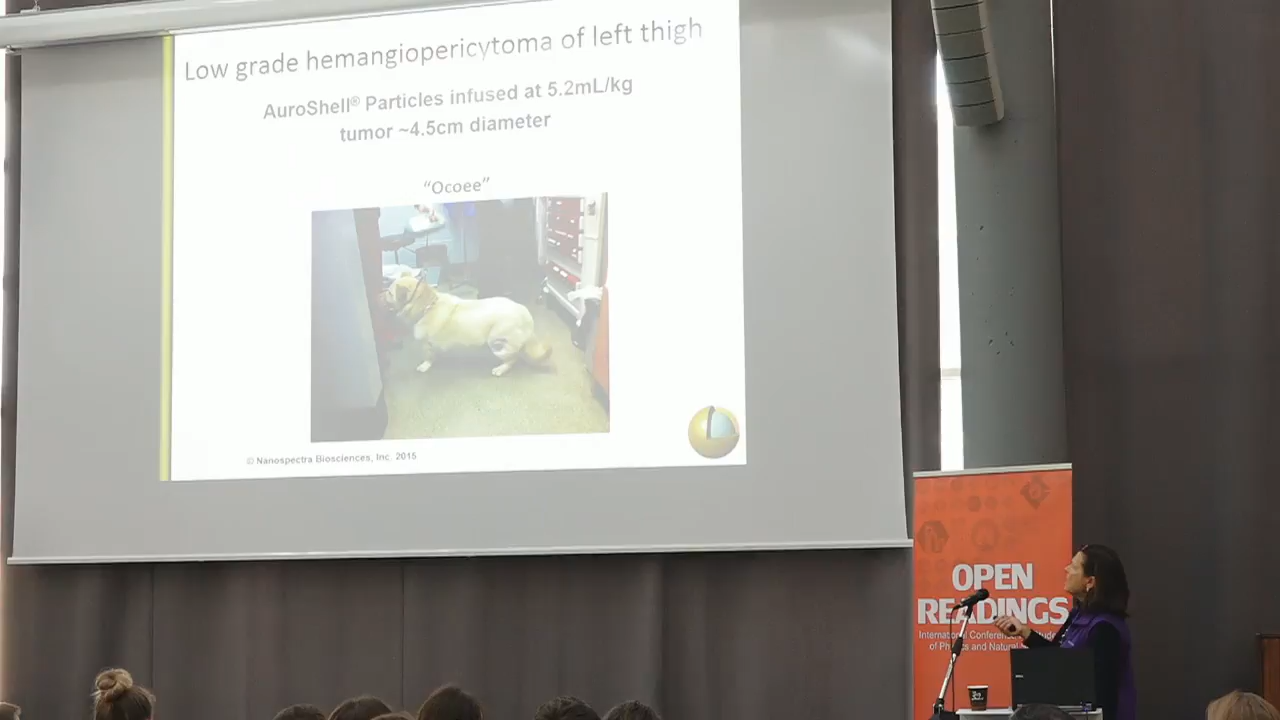 Low grade hemangiopericytoma of left thigh
AuroShell® Particles infused at 5.2mL/kg
tumor ~4.5cm diameter
“Ocoee”
© Nanospectra Biosciences, Inc. 2015
OPEN
READINGS
International Conference
of and Natural